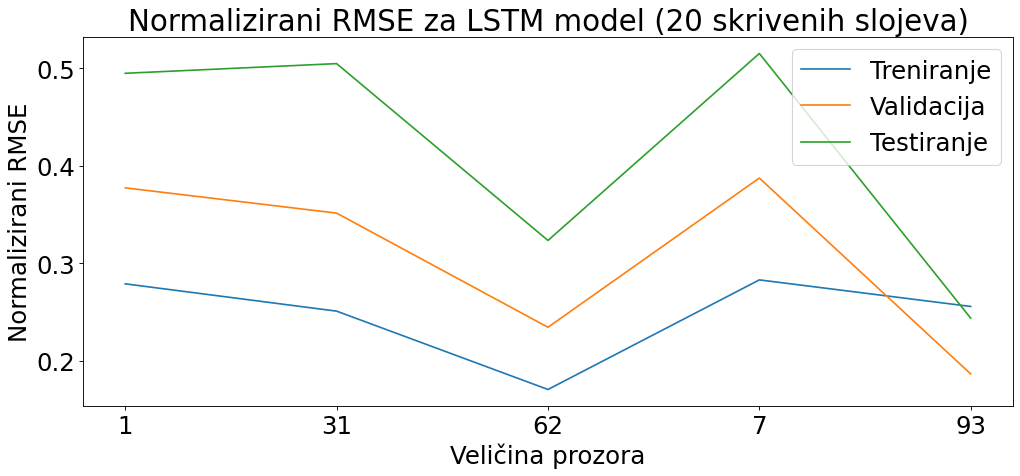 Normalizirani RMSE za LSTM model (20 skrivenih slojeva)
Normalizirani RMSE
0.5
0.4
0.3
0.2
Treniranje
Validacija
Testiranje
1 31 62 7 93
Veličina prozora